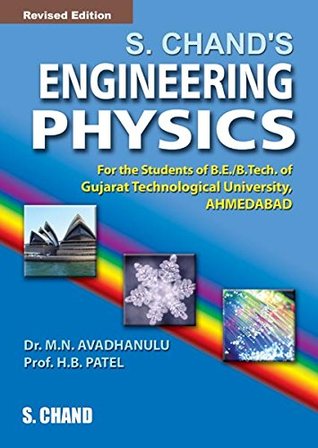 Revised Edition
S. CHAND'S
ENGINEERING
PHYSICS
For the Students of B.E./B.Tech. of
Gujarat Technological University,
AHMEDABAD
Dr. M.N. AVADHANULU
Prof. H.B. PATEL
S. CHAND